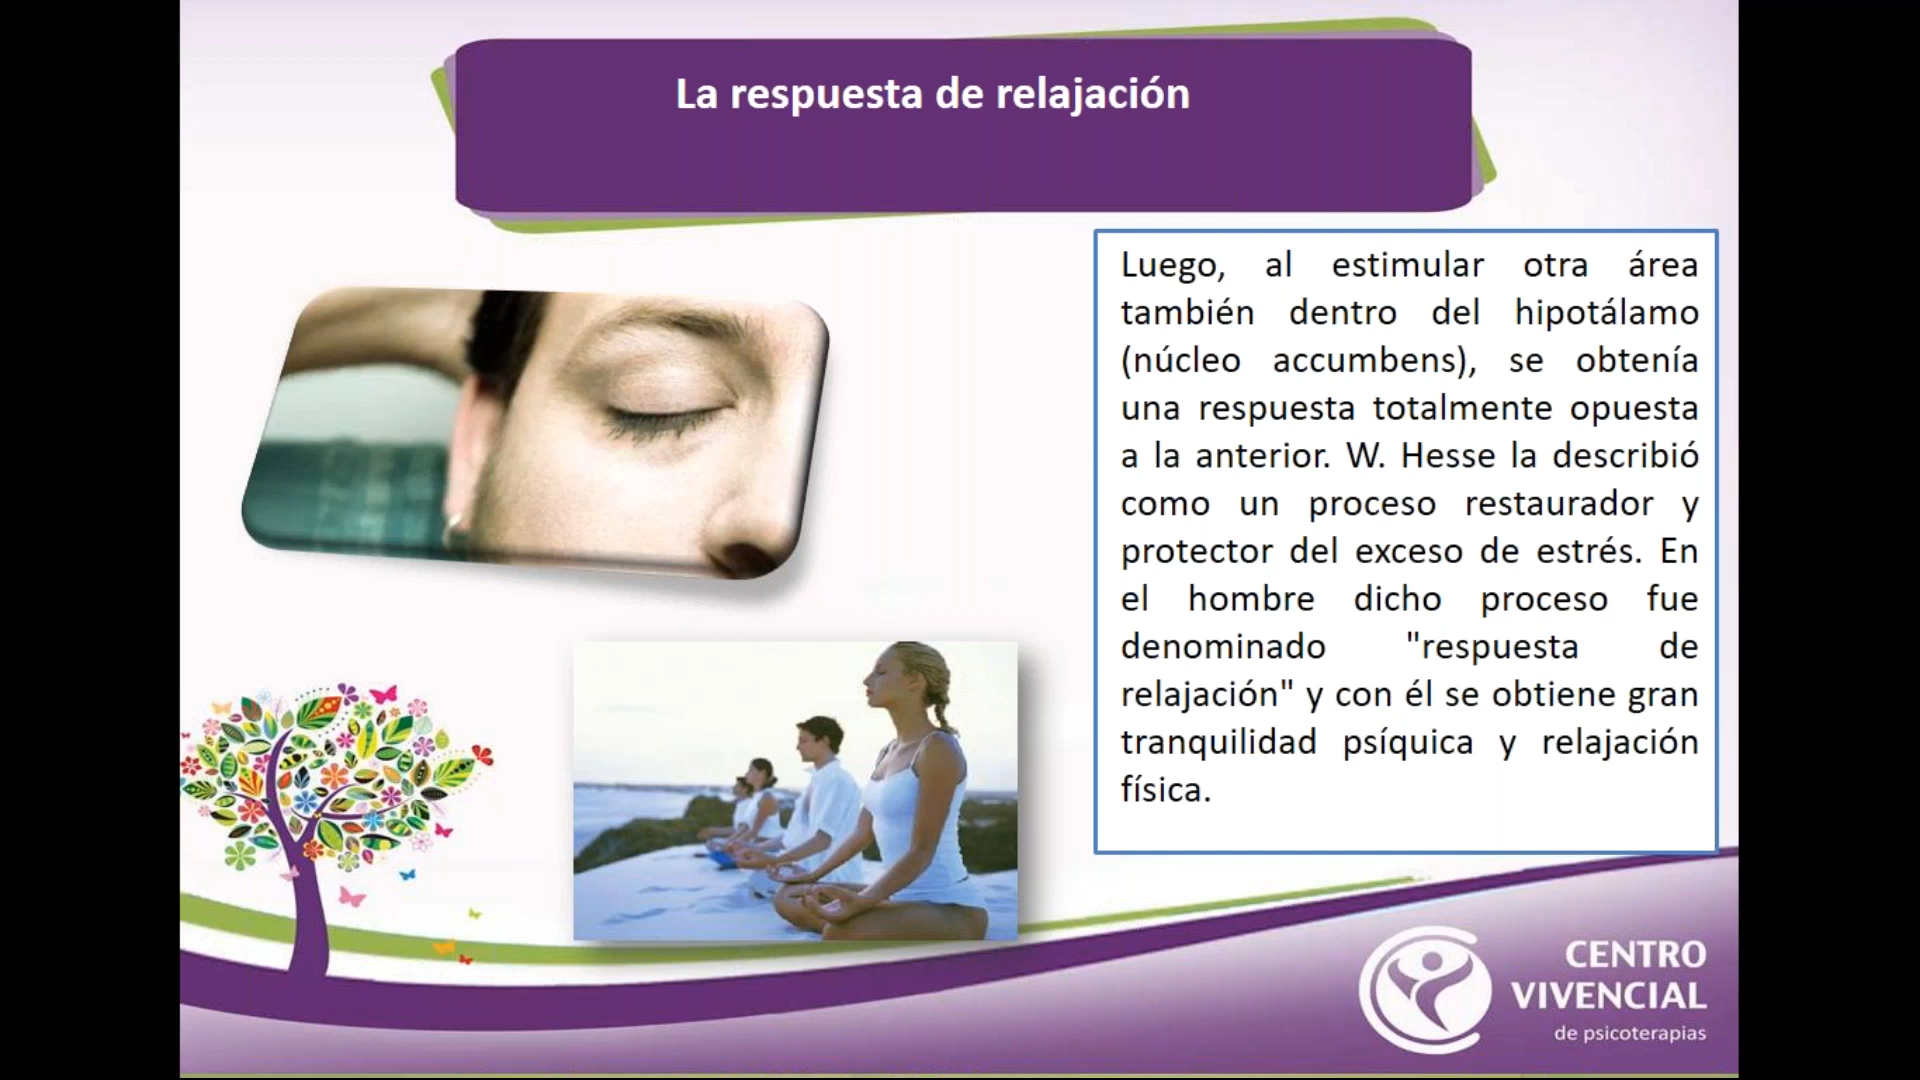 La respuesta de relajación
Luego, al estimular otra área
también dentro del hipotálamo
(núcleo accumbens), se obtenía
una respuesta totalmente opuesta
a la anterior. W. Hesse la describió
como un proceso restaurador y
protector del exceso de estrés. En
el hombre dicho proceso fue
denominado "respuesta de
relajación" y con él se obtiene gran
tranquilidad psíquica y relajación
física.
CENTRO
VIVENCIAL
de psicoterapias